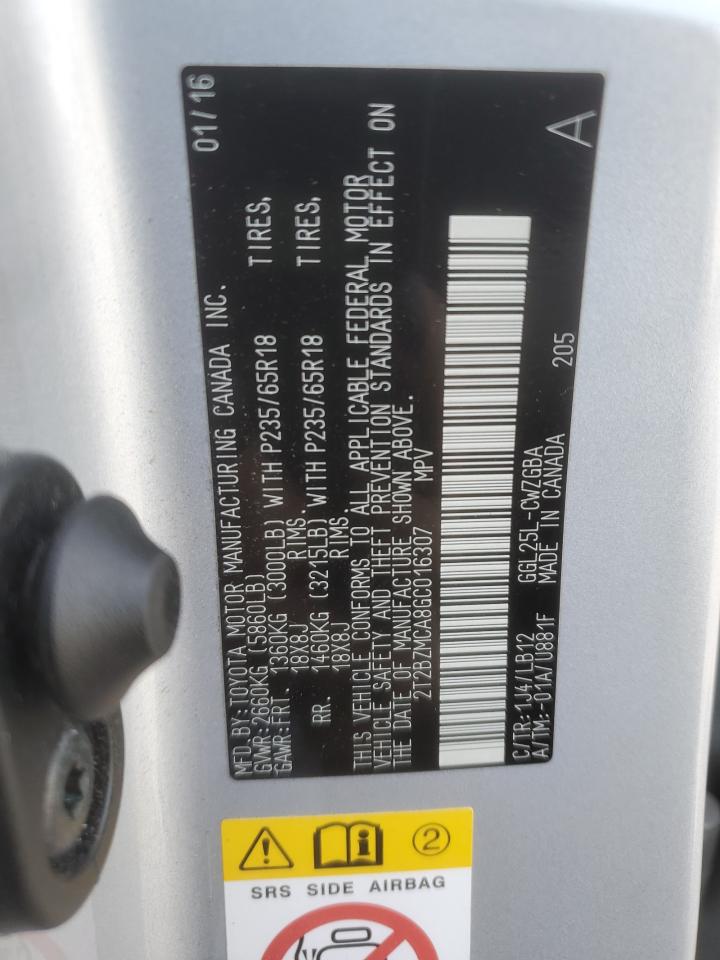 MFD. BY: TOYOTA MOTOR MANUFACTURING CANADA INC. 01/16
GVWR: 2660KG (5860LB)
GAWR: FRT. 1360KG (3000LB) WITH P235/65R18 TIRES.
18X8J RIMS.
RR. 1460KG (3215LB) WITH P235/65R18 TIRES.
18X8J RIMS.
THIS VEHICLE CONFORMS TO ALL APPLICABLE FEDERAL MOTOR
VEHICLE SAFETY AND THEFT PREVENTION STANDARDS IN EFFECT ON
THE DATE OF MANUFACTURE SHOWN ABOVE.
2T2BZMCA8GC016307 MPV
C/TR: 1J4/LB12 GGL25L-CWZGBA 205
A/TM: -01A/U881F MADE IN CANADA
A
2
SRS SIDE AIRBAG